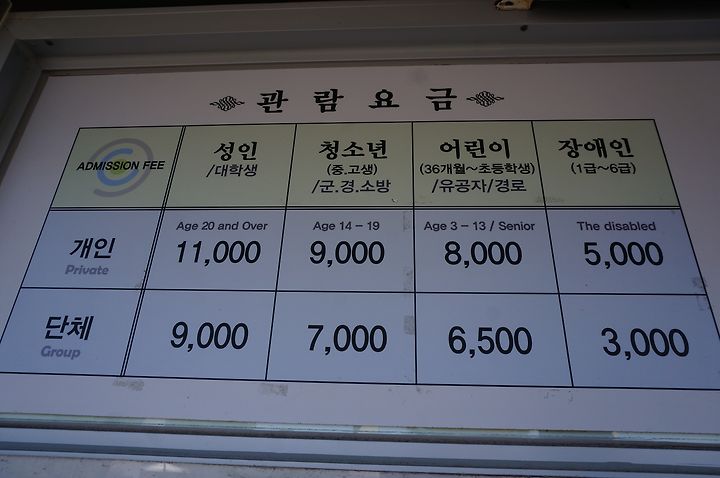 관람요금
ADMISSION FEE
성인
/대학생
청소년
(중.고생)
/군.경.소방
어린이
(36개월~초등학생)
/유공자/경로
장애인
(1급~6급)
개인
Private
Age 20 and Over
11,000
Age 14 - 19
9,000
Age 3 - 13 / Senior
8,000
The disabled
5,000
단체
Group
9,000
7,000
6,500
3,000